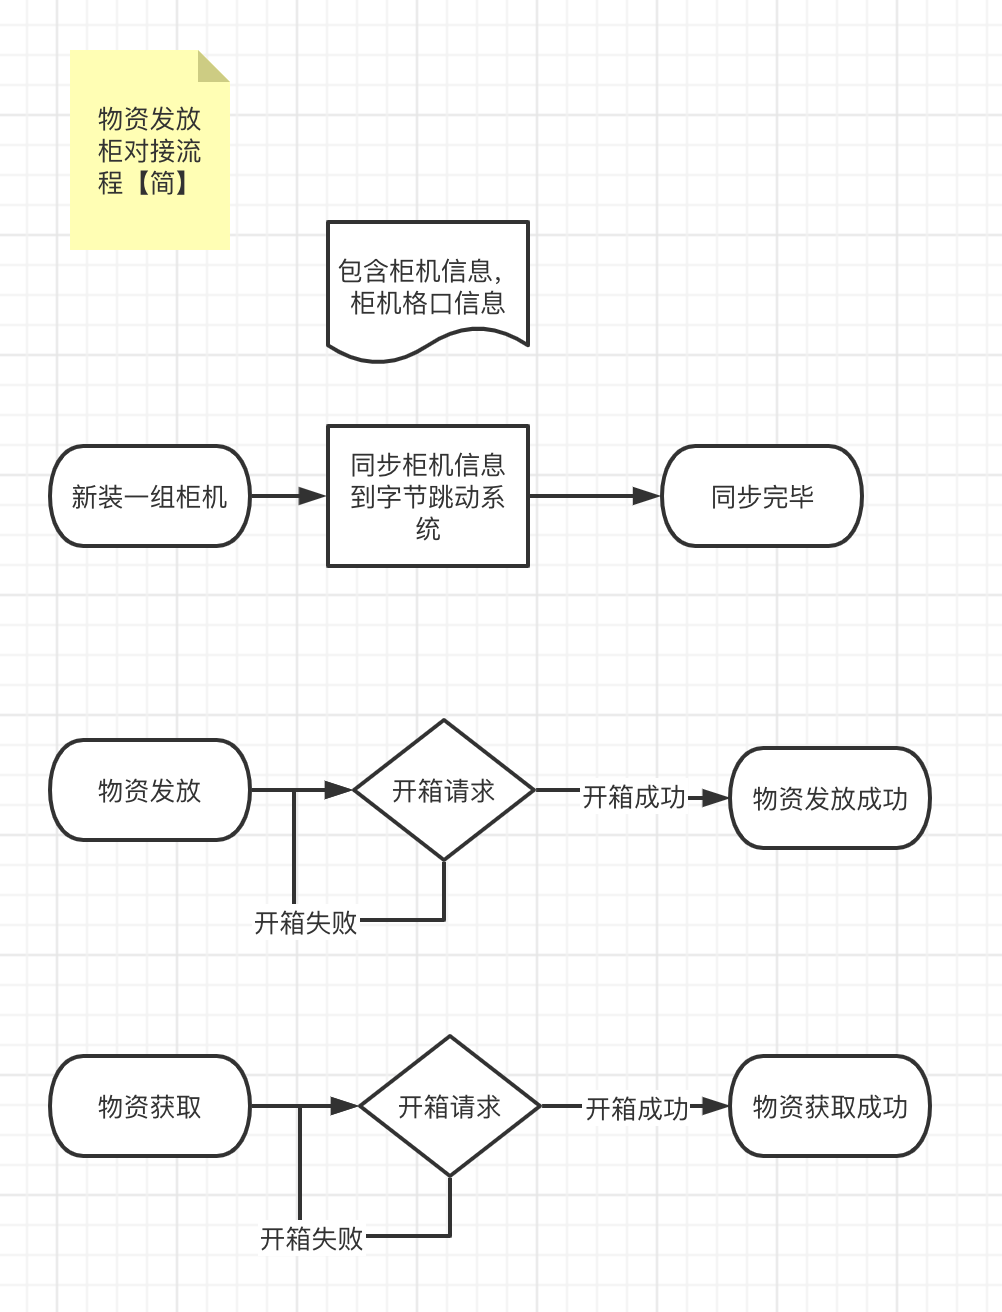 物资发放
柜对接流
程【简】
包含柜机信息，
柜机格口信息
新装一组柜机
同步柜机信息
到字节跳动系
统
同步完毕
物资发放
开箱请求
开箱成功
物资发放成功
开箱失败
物资获取
开箱请求
开箱成功
物资获取成功
开箱失败